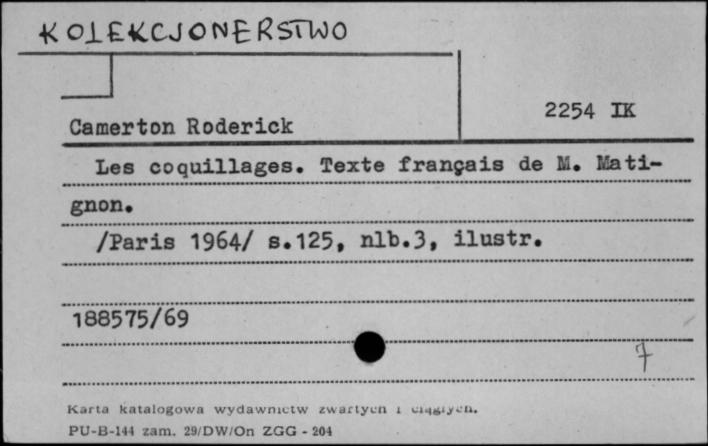 KOLEKCJONERSTWO
2254 IK
Camerton Roderick
Les coquillages. Texte français de M. Mati-
gnon.
/Paris 1964/ s.125, nlb.3, ilustr.
188575/69
7
Karta katalogowa wydawnictw zwartych i ciągłych.
PU-B-144 zam. 29/DW/On ZGG - 204